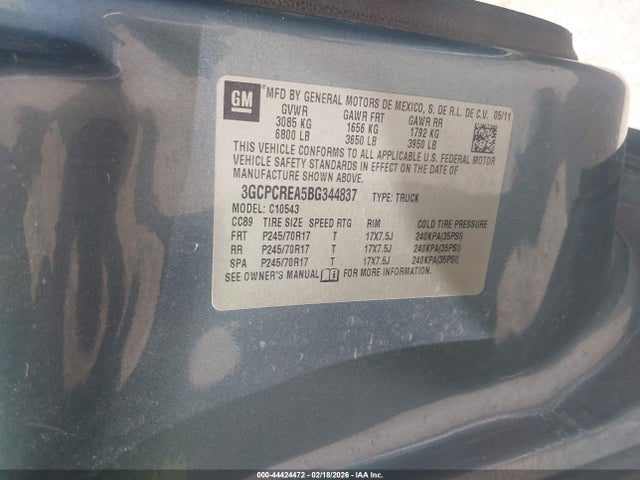 GM MFD BY GENERAL MOTORS DE MEXICO, S. DE R.L. DE C.V. 05/11
GVWR GAWR FRT GAWR RR
3085 KG 1656 KG 1792 KG
6800 LB 3650 LB 3950 LB
THIS VEHICLE CONFORMS TO ALL APPLICABLE U.S. FEDERAL MOTOR
VEHICLE SAFETY STANDARDS IN EFFECT ON THE DATE OF
MANUFACTURE SHOWN ABOVE.
3GCPCREA5BG344837 TYPE: TRUCK
MODEL: C10543
CC89 TIRE SIZE SPEED RTG RIM COLD TIRE PRESSURE
FRT P245/70R17 T 17X7.5J 240KPA(35PSI)
RR P245/70R17 T 17X7.5J 240KPA(35PSI)
SPA P245/70R17 T 17X7.5J 240KPA(35PSI)
SEE OWNER'S MANUAL FOR MORE INFORMATION.
000-44424472 - 02/18/2026 - IAA Inc.